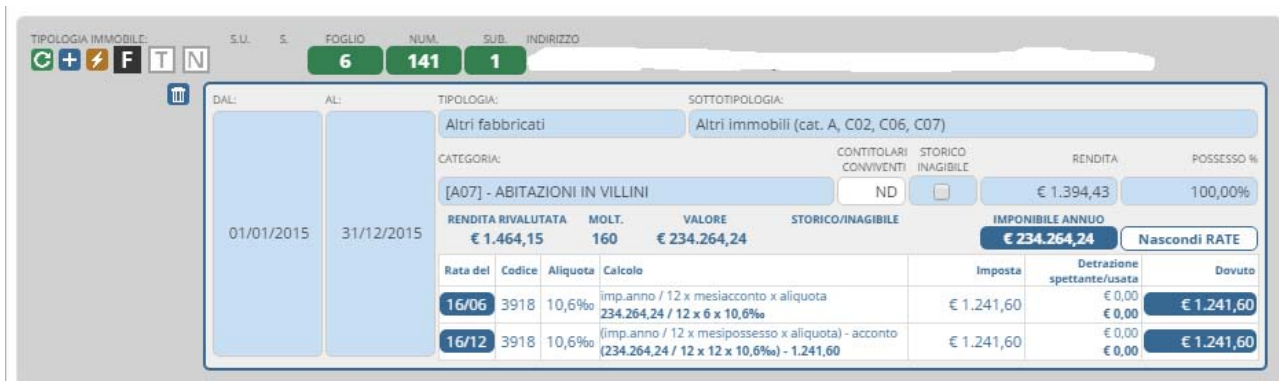 TIPOLOGIA IMMOBILE: S.U. S. FOGLIO NUM. SUB. INDIRIZZO
F T N 6 141 1
DAL: AL: TIPOLOGIA: SOTTOTIPOLOGIA:
Altri fabbricati Altri immobili (cat. A, C02, C06, C07)
CATEGORIA: CONTITOLARI CONVIVENTI STORICO INAGIBILE RENDITA POSSESSO %
[A07] - ABITAZIONI IN VILLINI ND € 1.394,43 100,00%
01/01/2015 31/12/2015
RENDITA RIVALUTATA MOLT. VALORE STORICO/INAGIBILE IMPONIBILE ANNUO
€ 1.464,15 160 € 234.264,24 € 234.264,24 Nascondi RATE
Rata del Codice Aliquota Calcolo Imposta Detrazione spettante/usata Dovuto
16/06 3918 10,6‰ imp.anno / 12 x mesiacconto x aliquota € 1.241,60 € 0,00 € 1.241,60
234.264,24 / 12 x 6 x 10,6‰ € 0,00
16/12 3918 10,6‰ (imp.anno / 12 x mesipossesso x aliquota) - acconto € 1.241,60 € 0,00 € 1.241,60
(234.264,24 / 12 x 12 x 10,6‰) - 1.241,60 € 0,00